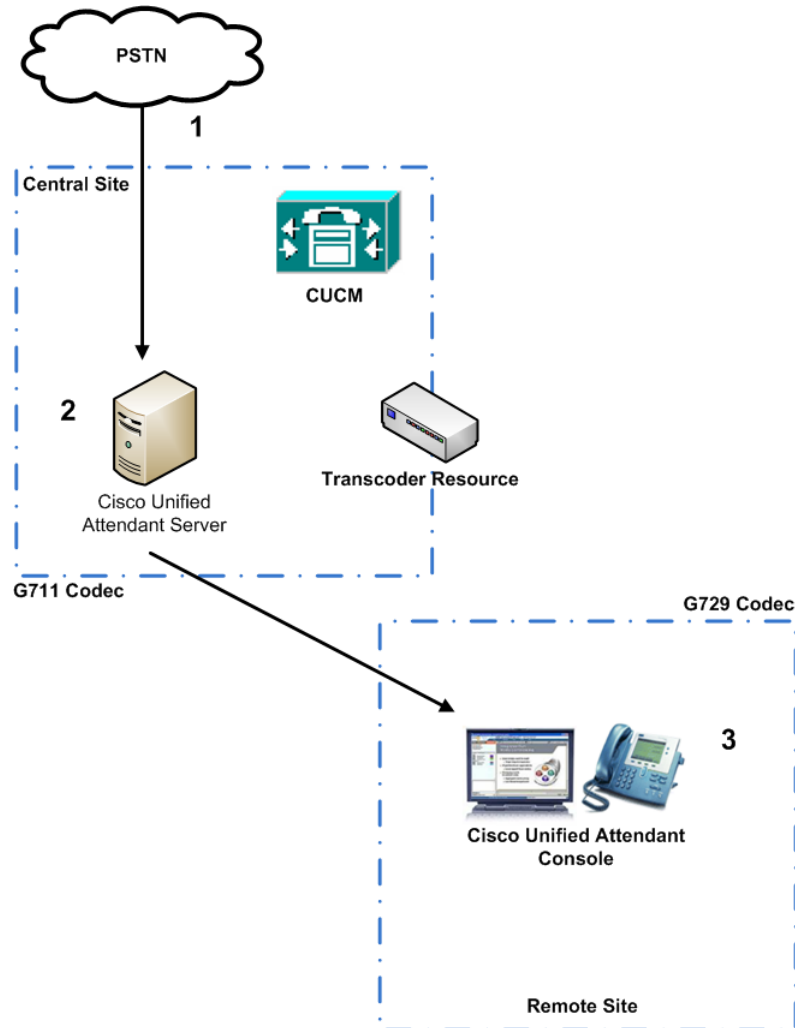 PSTN
1
Central Site
CUCM
2
Transcoder Resource
Cisco Unified
Attendant Server
G711 Codec
G729 Codec
3
Cisco Unified Attendant
Console
Remote Site